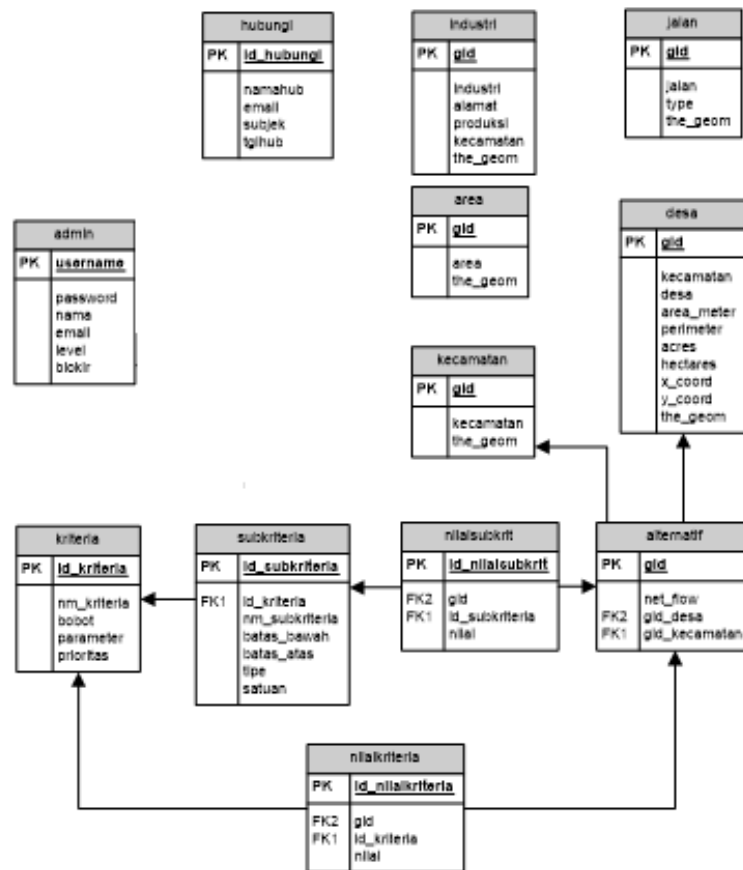 hubungi
PK id_hubungi
namahub
email
subjek
tglhub
industri
PK gid
industri
alamat
produksi
kecamatan
the_geom
jalan
PK gid
jalan
type
the_geom
admin
PK username
password
nama
email
level
blokir
area
PK gid
area
the_geom
desa
PK gid
kecamatan
desa
area_meter
perimeter
acres
hectares
x_coord
y_coord
the_geom
kecamatan
PK gid
kecamatan
the_geom
kriteria
PK id_kriteria
nm_kriteria
bobot
parameter
prioritas
subkriteria
PK id_subkriteria
FK1 id_kriteria
nm_subkriteria
batas_bawah
batas_atas
tipe
satuan
nilaisubkrit
PK id_nilaisubkrit
FK2 gid
FK1 id_subkriteria
nilai
alternatif
PK gid
net_flow
FK2 gid_desa
FK1 gid_kecamatan
nilaikriteria
PK id_nilaikriteria
FK2 gid
FK1 id_kriteria
nilai